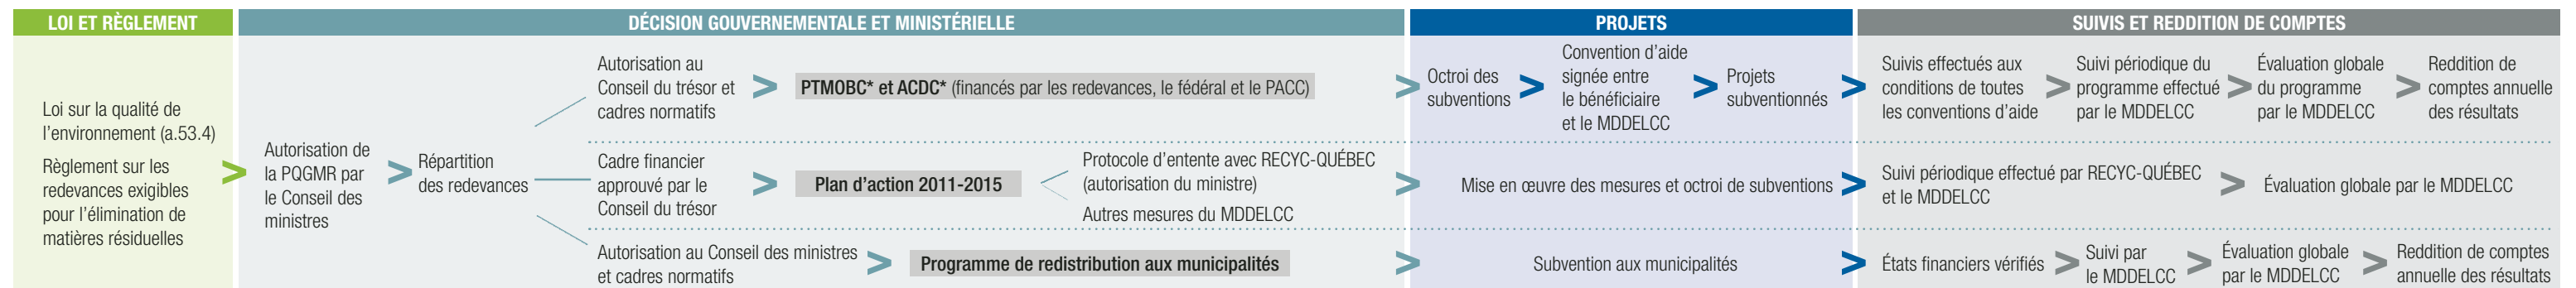 LOI ET RÈGLEMENT
Loi sur la qualité de
l'environnement (a.53.4)
Règlement sur les
redevances exigibles
pour l'élimination de
matières résiduelles
>
DÉCISION GOUVERNEMENTALE ET MINISTÉRIELLE
Autorisation de
la PQGMR par
le Conseil des
ministres
>
Répartition
des redevances
Autorisation au
Conseil du trésor et
cadres normatifs
>
PTMOBC* et ACDC* (financés par les redevances, le fédéral et le PACC)
>
Cadre financier
approuvé par le
Conseil du trésor
>
Plan d'action 2011-2015
Protocole d'entente avec RECYC-QUÉBEC
(autorisation du ministre)
Autres mesures du MDDELCC
>
Autorisation au Conseil des ministres
et cadres normatifs
>
Programme de redistribution aux municipalités
>
PROJETS
Octroi des
subventions
>
Convention d'aide
signée entre
le bénéficiaire
et le MDDELCC
>
Projets
subventionnés
>
Mise en œuvre des mesures et octroi de subventions
>
Subvention aux municipalités
>
SUIVIS ET REDDITION DE COMPTES
Suivis effectués aux
conditions de toutes
les conventions d'aide
>
Suivi périodique du
programme effectué
par le MDDELCC
>
Évaluation globale
du programme
par le MDDELCC
>
Reddition de
comptes annuelle
des résultats
Suivi périodique effectué par RECYC-QUÉBEC
et le MDDELCC
>
Évaluation globale par le MDDELCC
États financiers vérifiés
>
Suivi par
le MDDELCC
>
Évaluation globale
par le MDDELCC
>
Reddition de comptes
annuelle des résultats